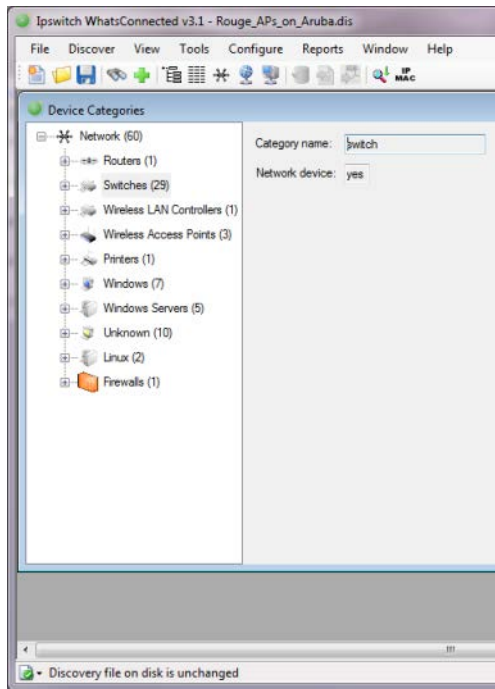 Ipswitch WhatsConnected v3.1 - Rouge_APs_on_Aruba.dis
File Discover View Tools Configure Reports Window Help
IP MAC
Device Categories
Network (60)
Routers (1)
Switches (29)
Wireless LAN Controllers (1)
Wireless Access Points (3)
Printers (1)
Windows (7)
Windows Servers (5)
Unknown (10)
Linux (2)
Firewalls (1)
Category name: switch
Network device: yes
Discovery file on disk is unchanged